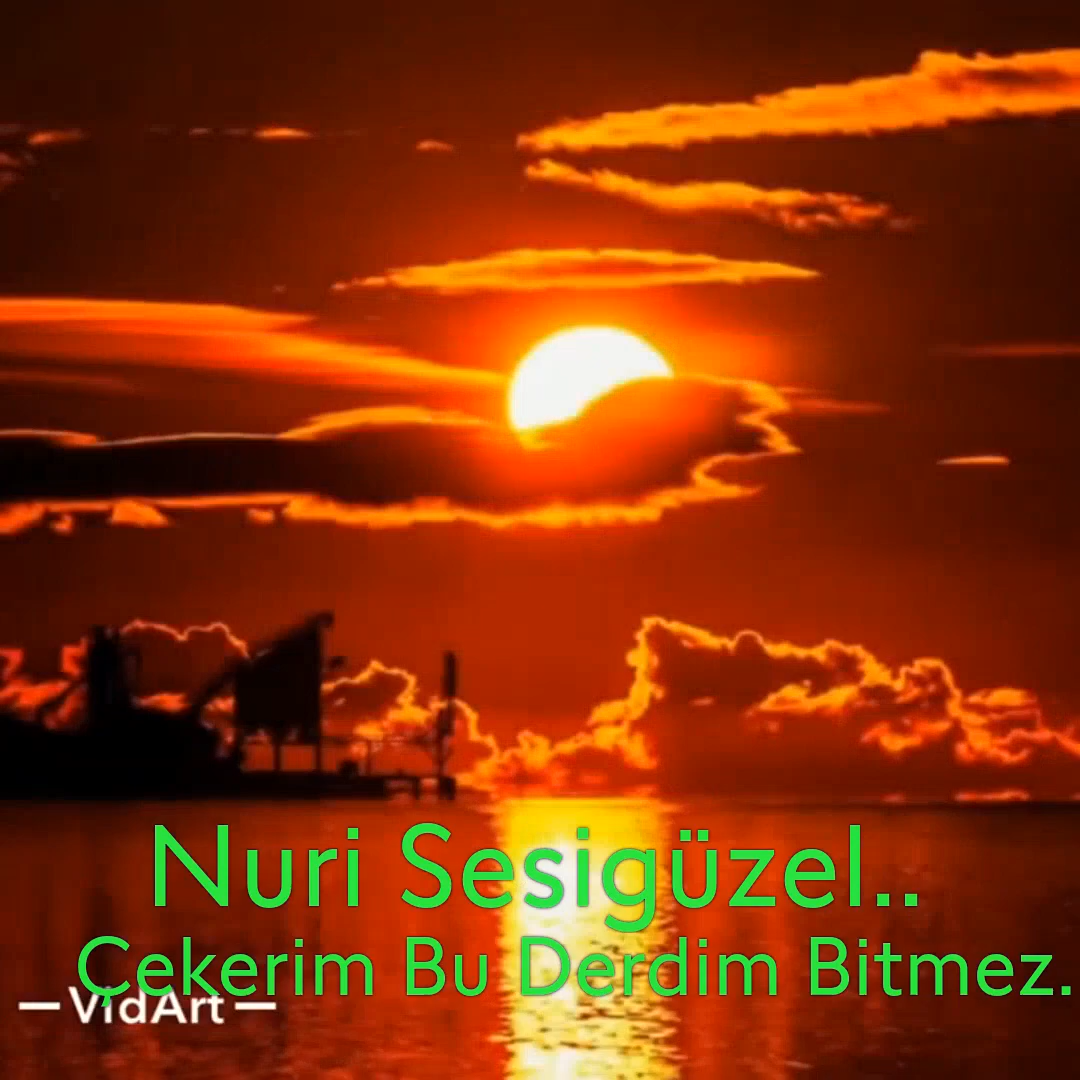 Nuri Sesigüzel..
Çekerim Bu Derdim Bitmez.
— VidArt —